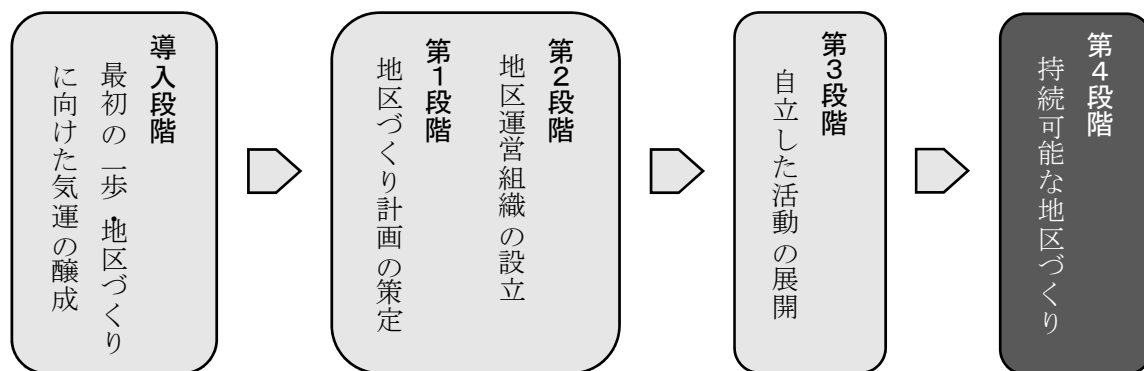 導入段階
最初の一歩・地区づくり
に向けた気運の醸成
第2段階
地区運営組織の設立
第1段階
地区づくり計画の策定
第3段階
自立した活動の展開
第4段階
持続可能な地区づくり